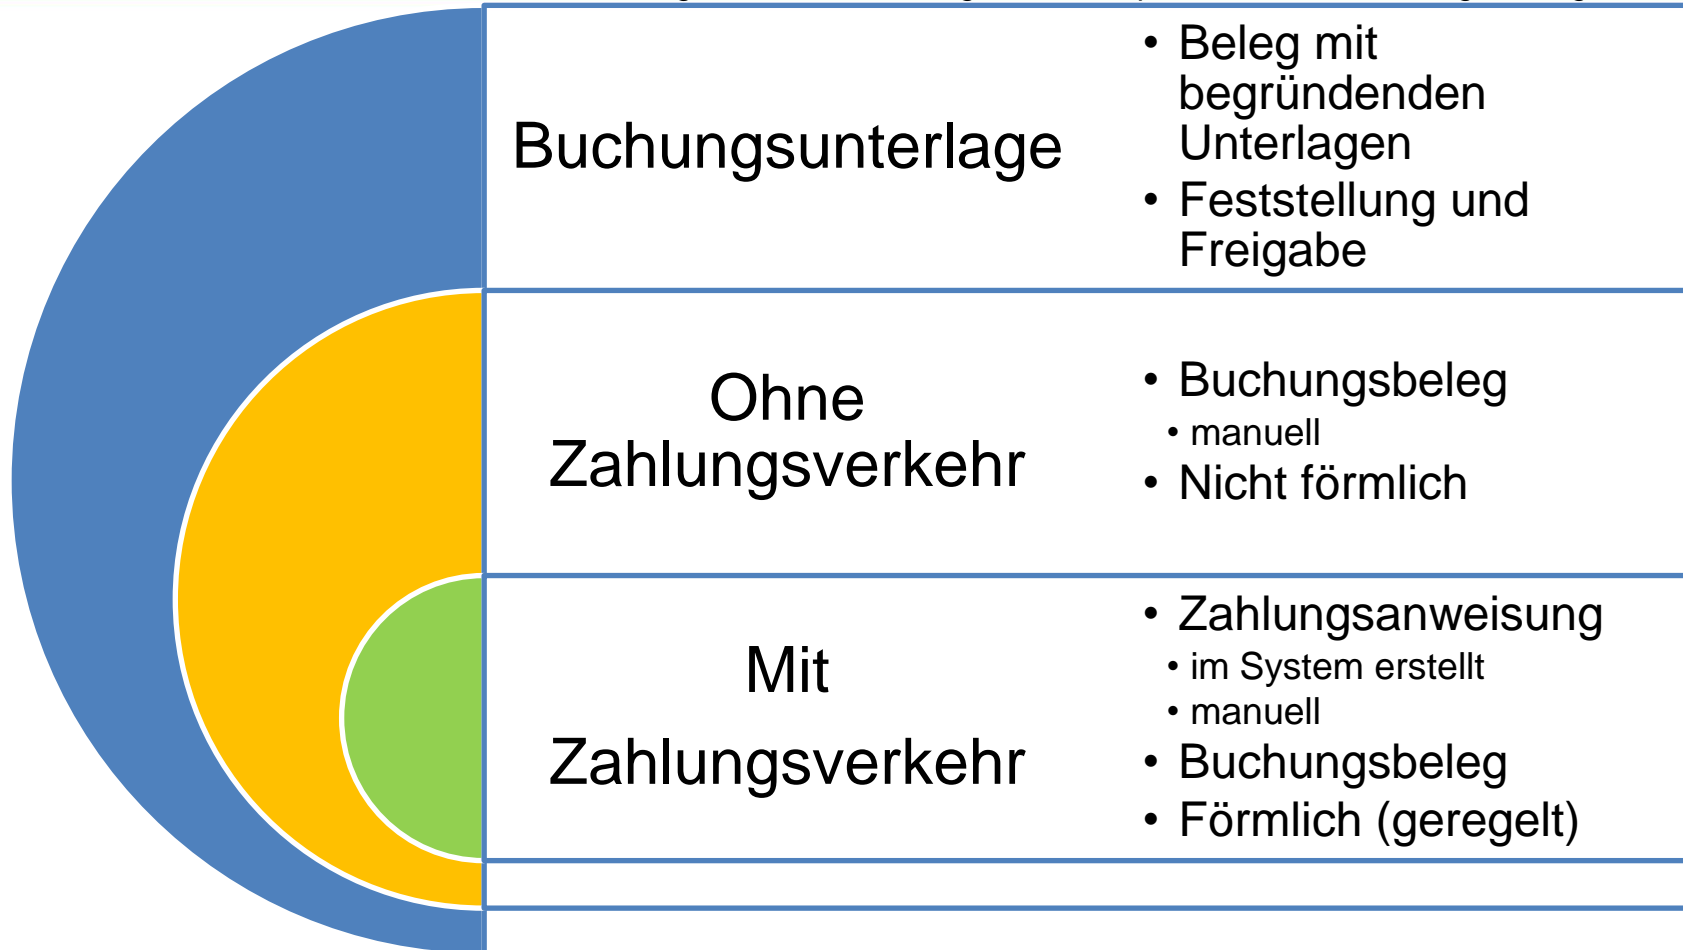 Buchungsunterlage
• Beleg mit
begründenden
Unterlagen
• Feststellung und
Freigabe
Ohne
Zahlungsverkehr
• Buchungsbeleg
• manuell
• Nicht förmlich
Mit
Zahlungsverkehr
• Zahlungsanweisung
• im System erstellt
• manuell
• Buchungsbeleg
• Förmlich (geregelt)